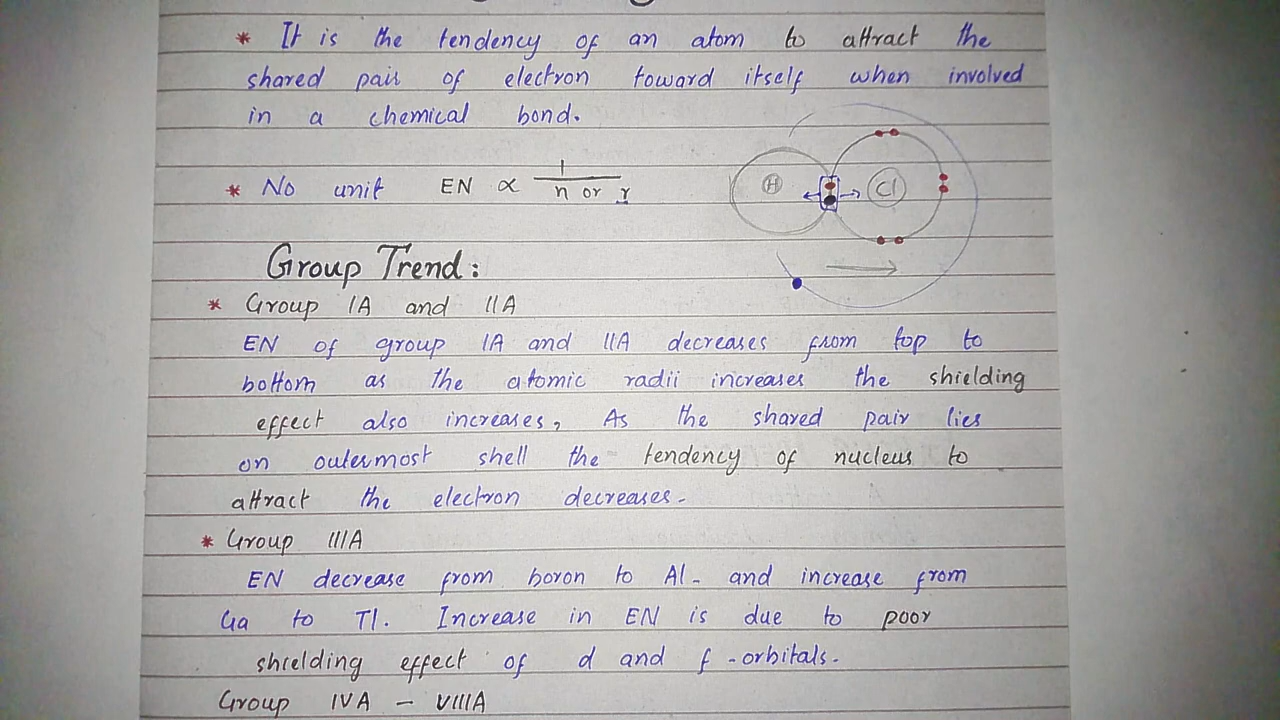 * It is the tendency of an atom to attract the
shared pair of electron toward itself when involved
in a chemical bond.
* No unit EN ∝ 1 / n or r
H Cl
Group Trend:
* Group IA and IIA
EN of group IA and IIA decreases from top to
bottom as the atomic radii increases the shielding
effect also increases, As the shared pair lies
on outermost shell the tendency of nucleus to
attract the electron decreases.
* Group IIIA
EN decrease from boron to Al- and increase from
Ga to Tl. Increase in EN is due to poor
shielding effect of d and f -orbitals.
Group IVA - VIIIA